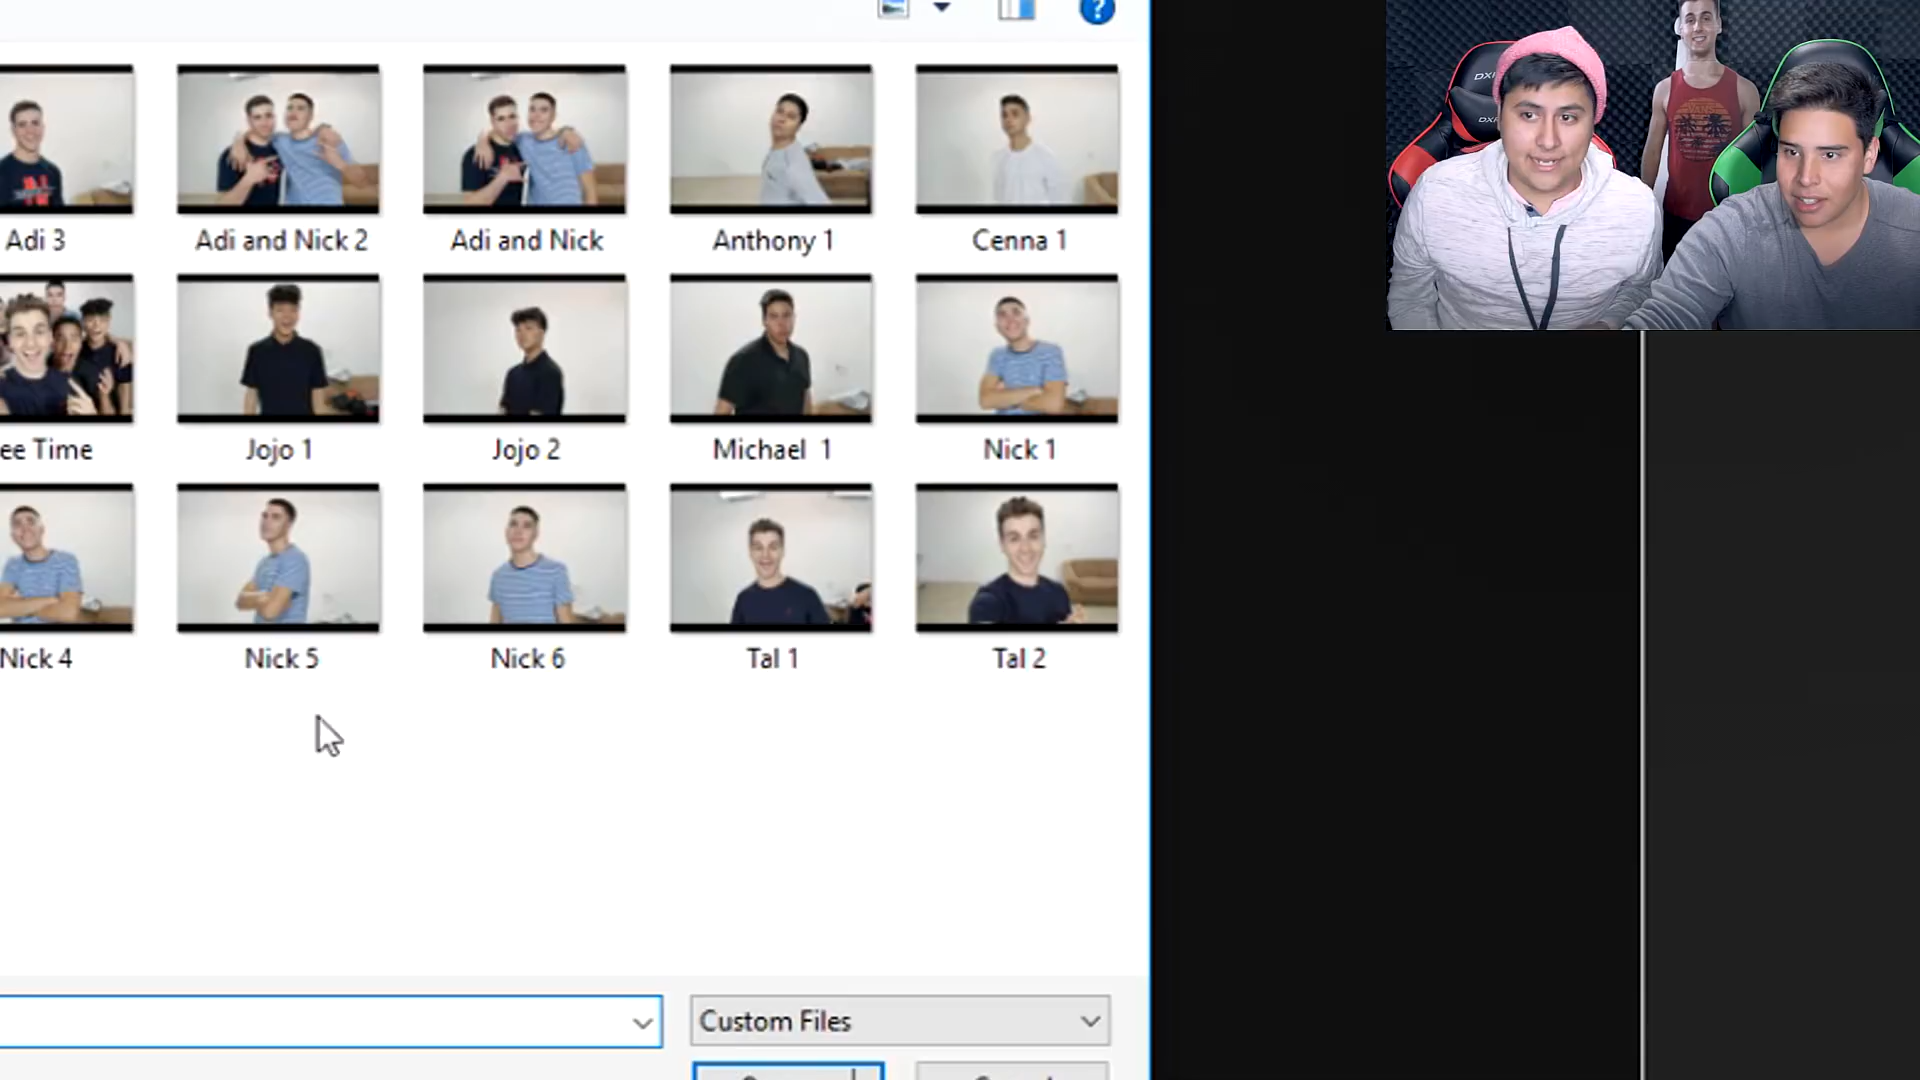 Adi 3
Adi and Nick 2
Adi and Nick
Anthony 1
Cenna 1
ee Time
Jojo 1
Jojo 2
Michael 1
Nick 1
Nick 4
Nick 5
Nick 6
Tal 1
Tal 2
Custom Files